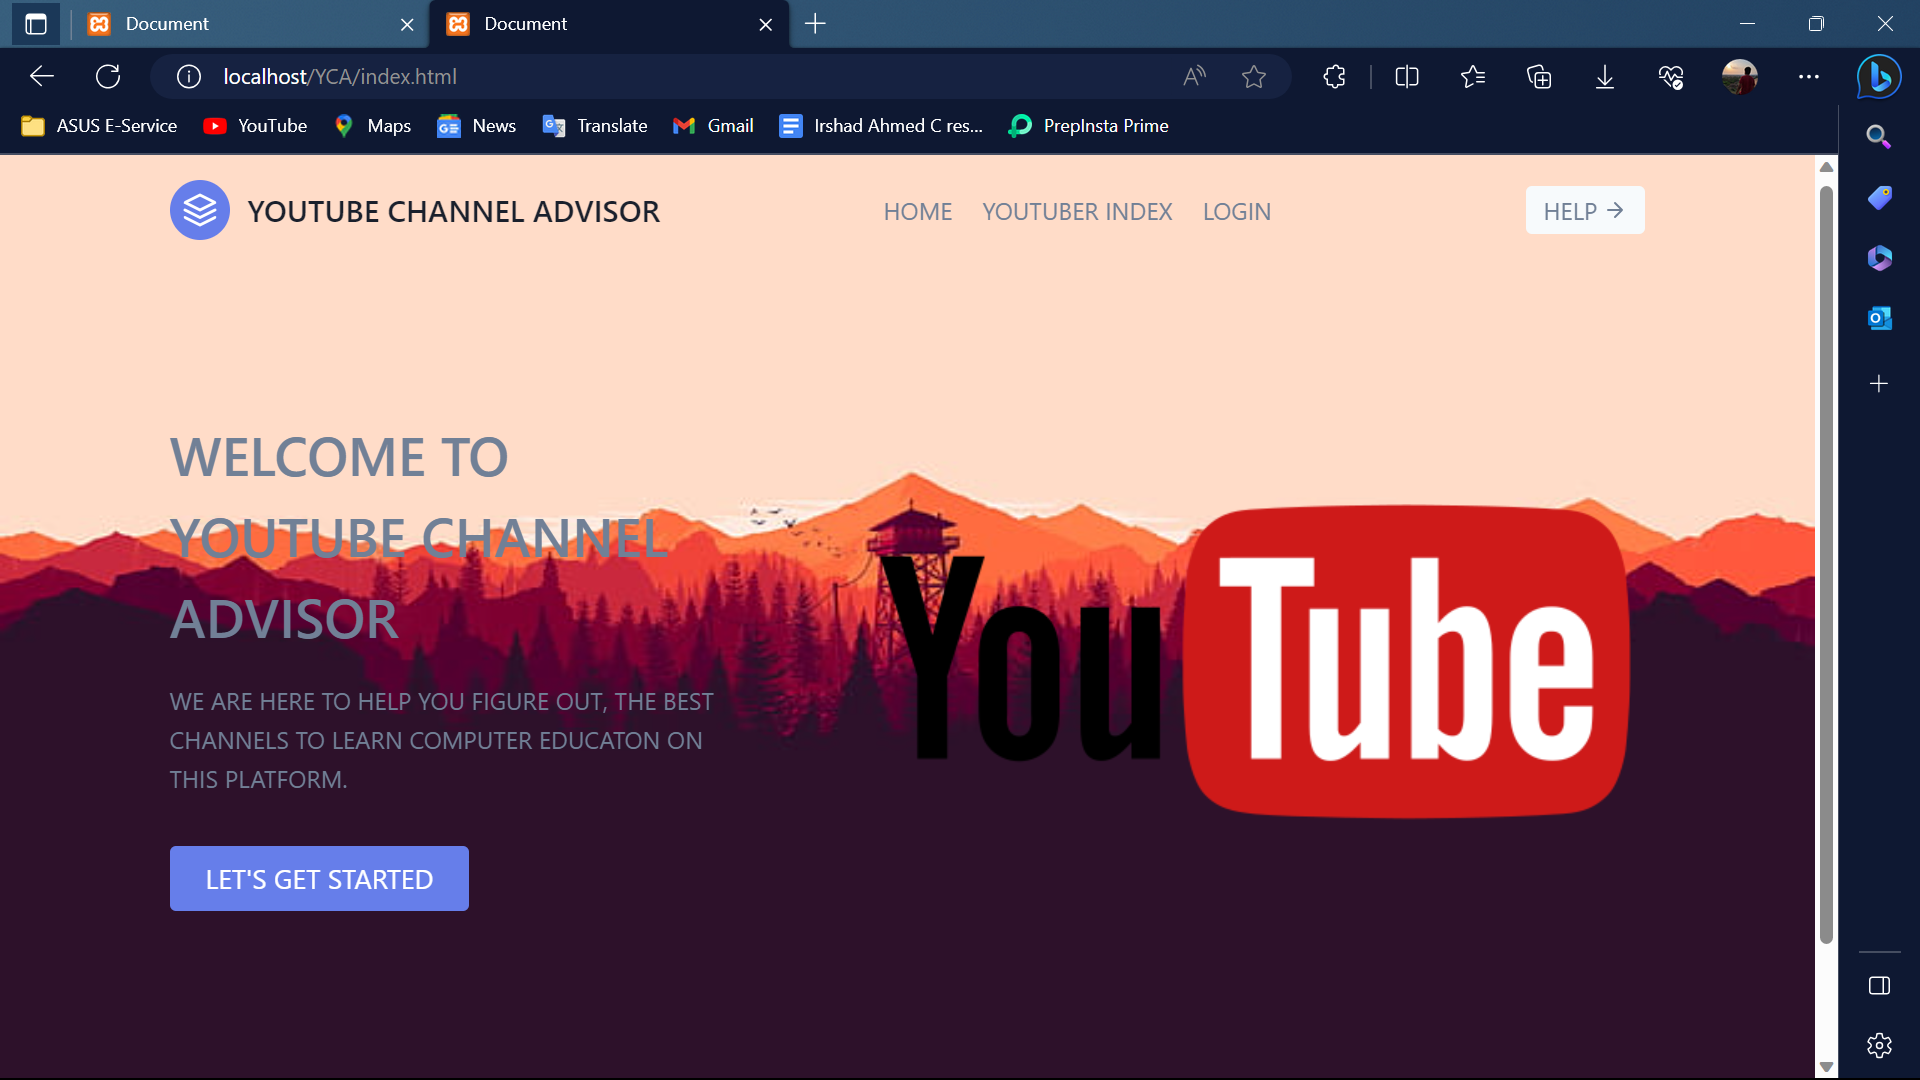 Document
Document
localhost/YCA/index.html
ASUS E-Service
YouTube
Maps
News
Translate
Gmail
Irshad Ahmed C res...
PrepInsta Prime
YOUTUBE CHANNEL ADVISOR
HOME
YOUTUBER INDEX
LOGIN
HELP →
WELCOME TO
YOUTUBE CHANNEL
ADVISOR
WE ARE HERE TO HELP YOU FIGURE OUT, THE BEST
CHANNELS TO LEARN COMPUTER EDUCATON ON
THIS PLATFORM.
LET'S GET STARTED
YouTube